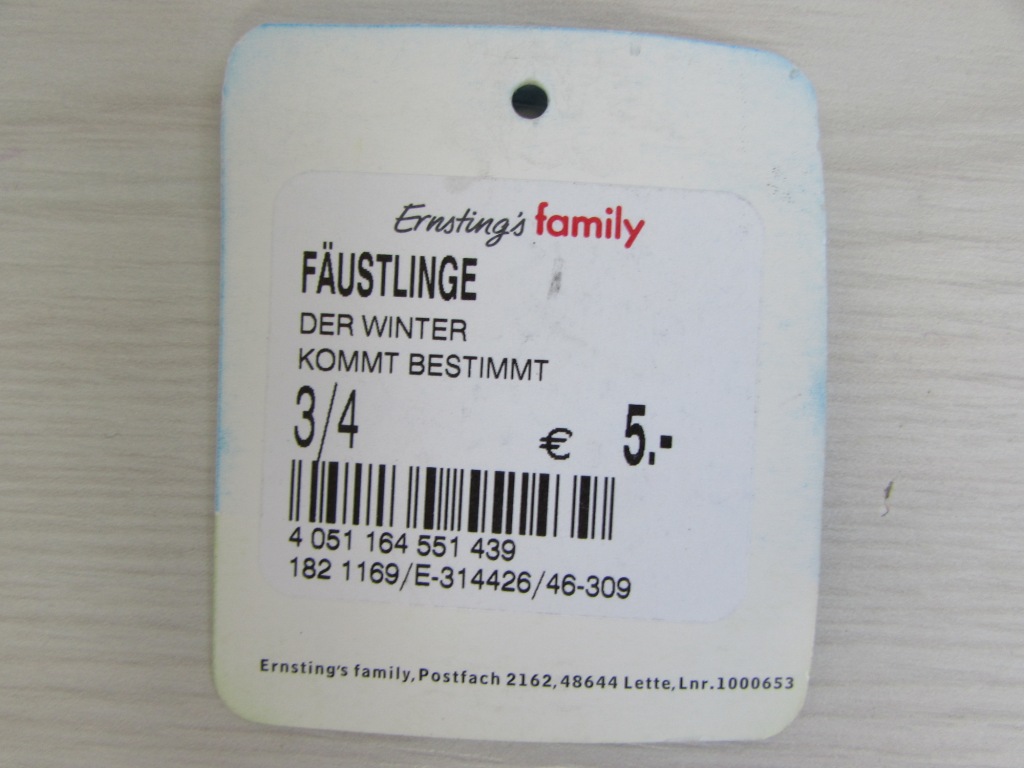 Ernsting's family
FÄUSTLINGE
DER WINTER
KOMMT BESTIMMT
3/4 € 5.-
4 051 164 551 439
182 1169/E-314426/46-309
Ernsting's family, Postfach 2162, 48644 Lette, Lnr. 1000653